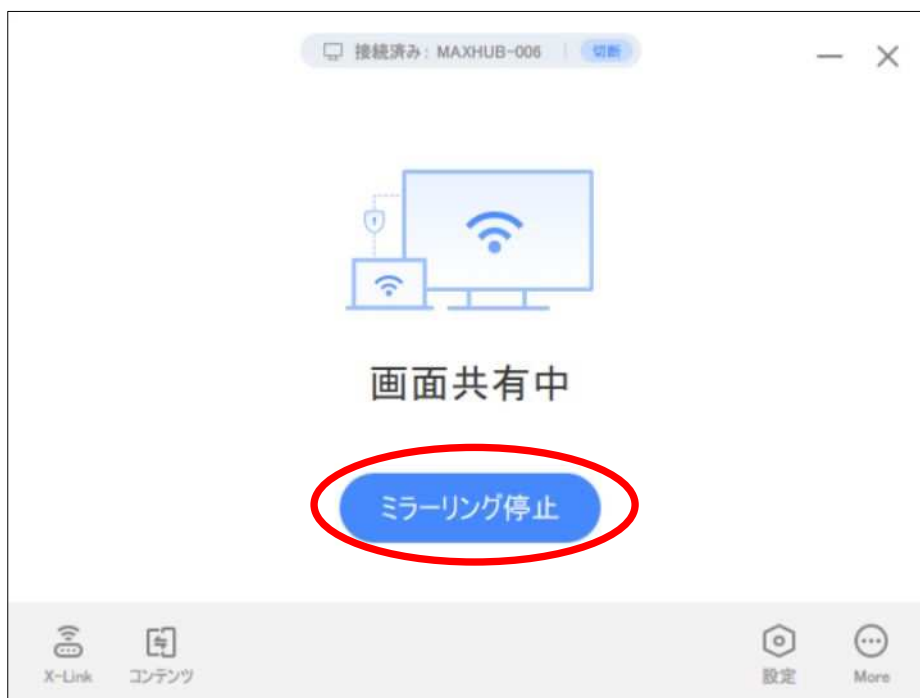 接続済み: MAXHUB-006 切断
画面共有中
ミラーリング停止
X-Link コンテンツ 設定 More